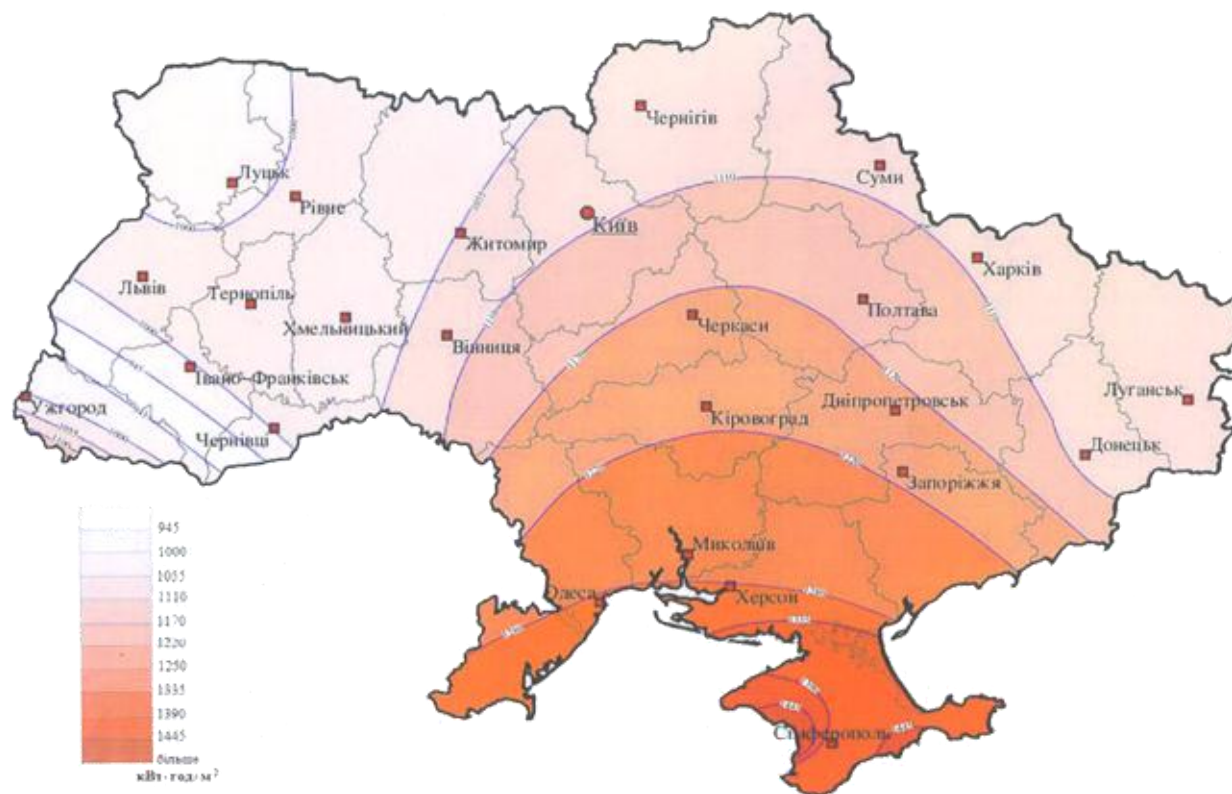 Чернігів
Луцьк
Суми
Рівне
Київ
Житомир
Харків
Львів
Тернопіль
Полтава
Хмельницький
Черкаси
Вінниця
Івано-Франківськ
Луганськ
Ужгород
Дніпропетровськ
Кіровоград
Чернівці
Донецьк
Запоріжжя
Миколаїв
Одеса
Херсон
Сімферополь
945
1000
1055
1110
1170
1230
1335
1390
1445
більше
кВт·год/м²